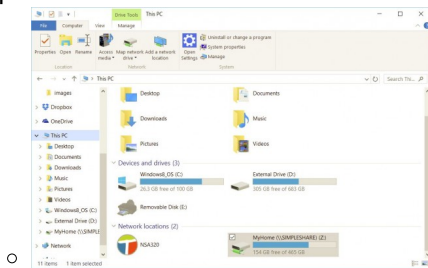 Drive Tools This PC
File Computer View Manage
Properties Open Rename
Access media Map network drive Add a network location
Open Settings
Uninstall or change a program
System properties
Manage
Location Network System
This PC
Search Thi...
images
Dropbox
OneDrive
This PC
Desktop
Documents
Downloads
Music
Pictures
Videos
Windows8_OS (C:)
External Drive (D:)
MyHome (\\SIMPLE
Network
Desktop Documents
Downloads Music
Pictures Videos
Devices and drives (3)
Windows8_OS (C:) External Drive (D:)
26.3 GB free of 100 GB 305 GB free of 683 GB
Removable Disk (E:)
Network locations (2)
NSA320
MyHome (\\SIMPLESHARE) (Z:)
154 GB free of 465 GB
11 items 1 item selected